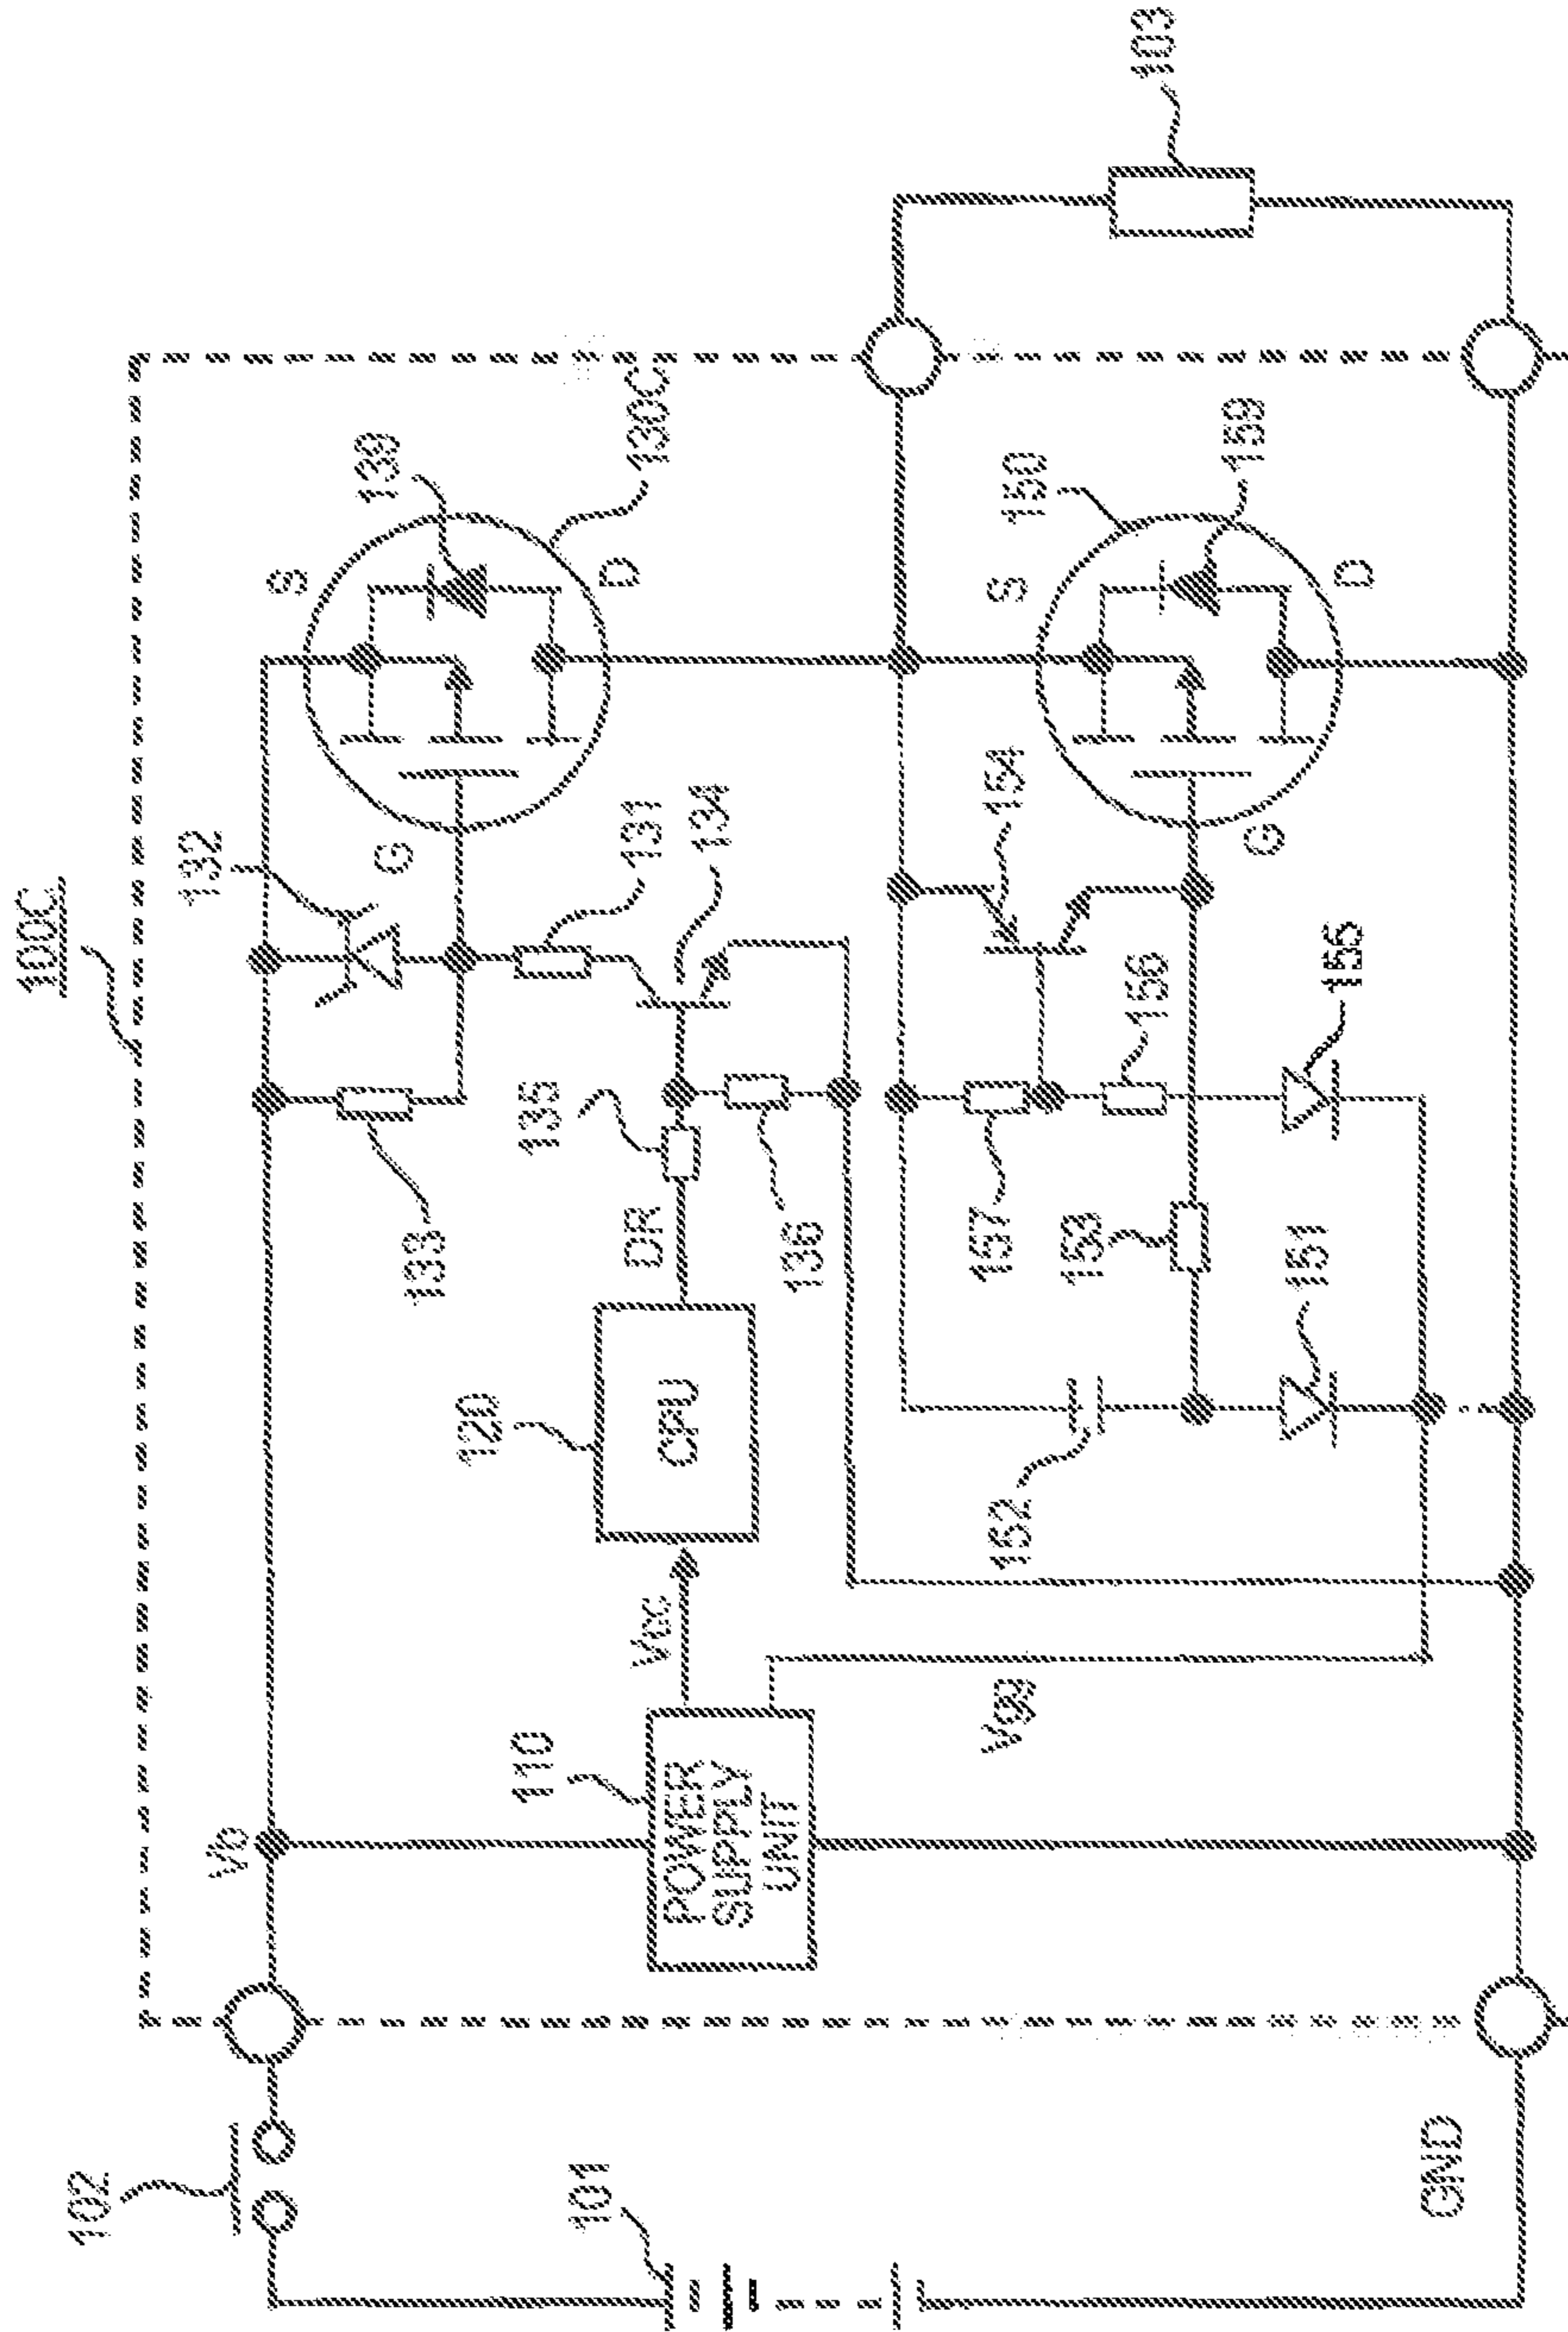 100C
102
101
Vb
GND
110
POWER
SUPPLY
UNIT
Vcc
Vgg
120
CPU
DR
133
132
135
136
131
134
G
S
D
139
130C
152
151
153
157
156
155
154
G
S
D
150
159
103